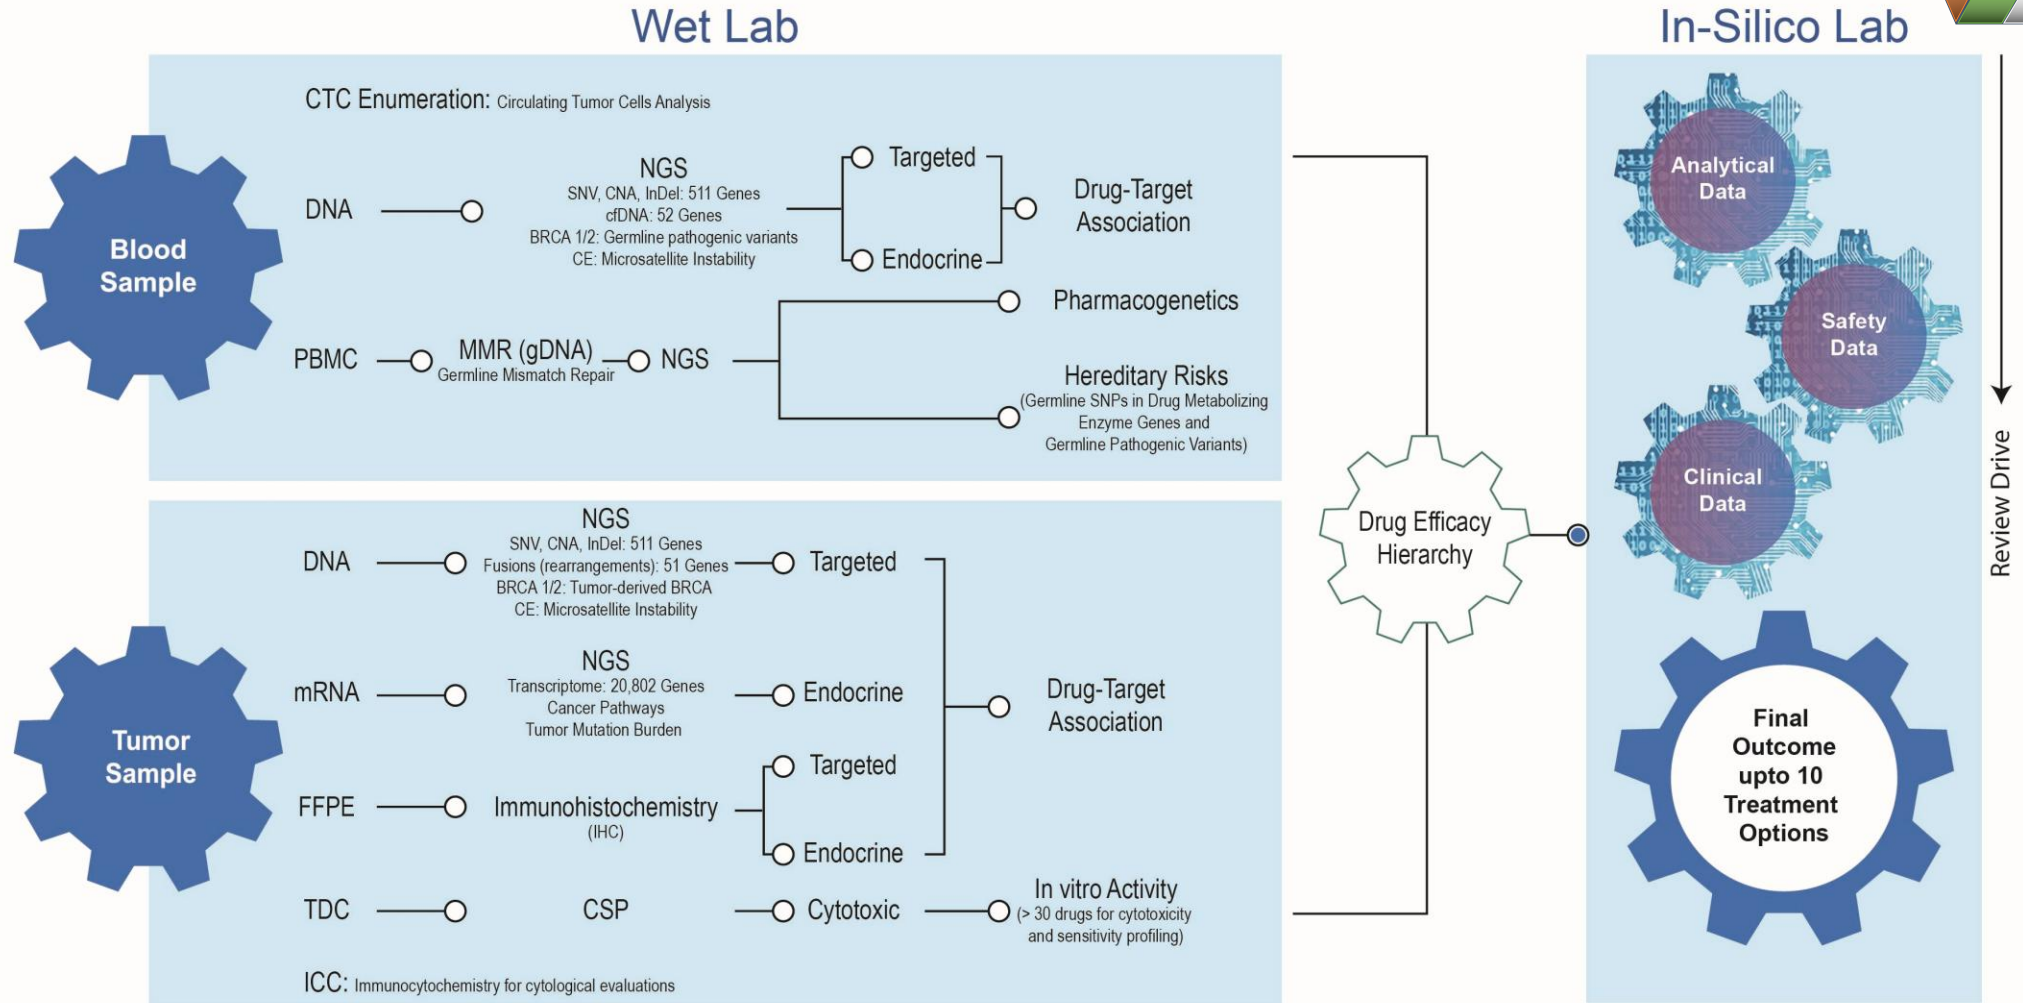 Wet Lab
In-Silico Lab
Blood
Sample
CTC Enumeration: Circulating Tumor Cells Analysis
DNA
NGS
SNV, CNA, InDel: 511 Genes
cfDNA: 52 Genes
BRCA 1/2: Germline pathogenic variants
CE: Microsatellite Instability
Targeted
Endocrine
Drug-Target
Association
PBMC
MMR (gDNA)
Germline Mismatch Repair
NGS
Pharmacogenetics
Hereditary Risks
(Germline SNPs in Drug Metabolizing
Enzyme Genes and
Germline Pathogenic Variants)
Tumor
Sample
DNA
NGS
SNV, CNA, InDel: 511 Genes
Fusions (rearrangements): 51 Genes
BRCA 1/2: Tumor-derived BRCA
CE: Microsatellite Instability
Targeted
mRNA
NGS
Transcriptome: 20,802 Genes
Cancer Pathways
Tumor Mutation Burden
Endocrine
Drug-Target
Association
FFPE
Immunohistochemistry
(IHC)
Targeted
Endocrine
TDC
CSP
Cytotoxic
In vitro Activity
(> 30 drugs for cytotoxicity
and sensitivity profiling)
ICC: Immunocytochemistry for cytological evaluations
Drug Efficacy
Hierarchy
Analytical
Data
Safety
Data
Clinical
Data
Final
Outcome
upto 10
Treatment
Options
Review Drive